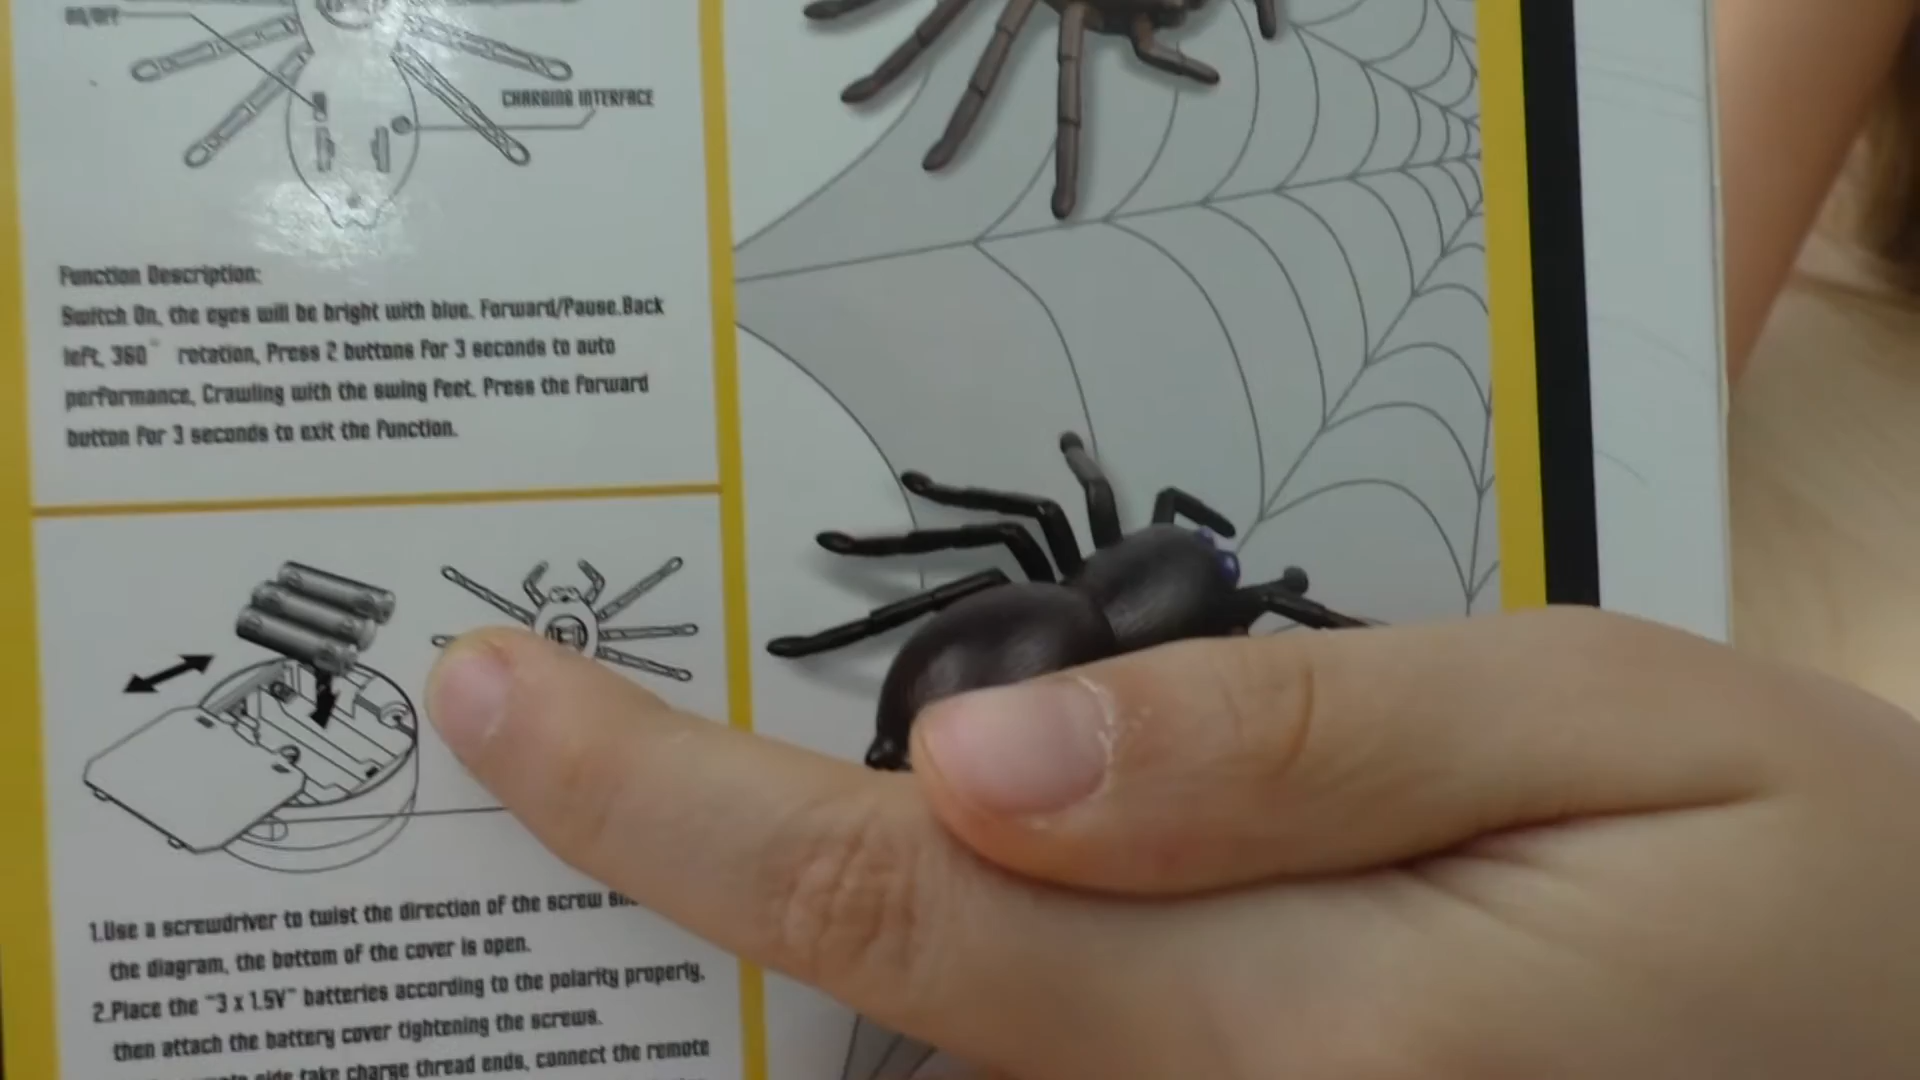 ON/OFF
CHARGING INTERFACE
Function Description:
Switch On, the eyes will be bright with blue. Forward/Pause.Back
left, 360° rotation, Press 2 buttons for 3 seconds to auto
performance, Crawling with the swing feet. Press the forward
button for 3 seconds to exit the function.
1.Use a screwdriver to twist the direction of the screw
the diagram, the bottom of the cover is open.
2.Place the "3 x 1.5V" batteries according to the polarity properly,
then attach the battery cover tightening the screws.
side take charge thread ends, connect the remote